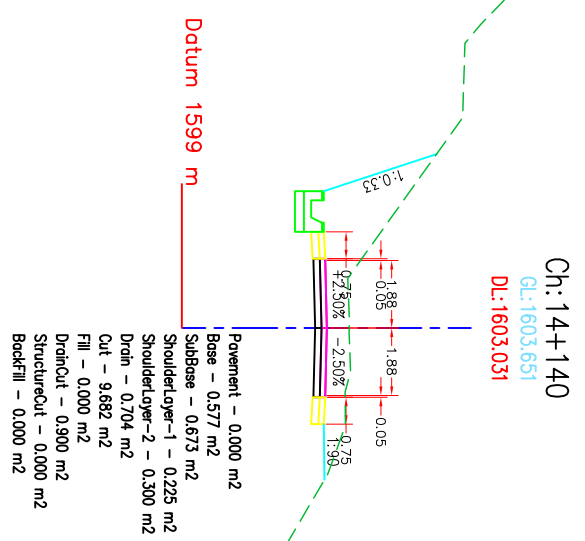 Ch: 14+140
GL:1603.651
DL:1603.031
1.88
1.88
0.05
0.05
0.75
0.75
+2.50%
-2.50%
1:0.33
1:90
Datum 1599 m
Pavement - 0.000 m2
Base - 0.577 m2
SubBase - 0.673 m2
ShoulderLayer-1 - 0.225 m2
ShoulderLayer-2 - 0.300 m2
Drain - 0.704 m2
Cut - 9.682 m2
Fill - 0.000 m2
DrainCut - 0.900 m2
StructureCut - 0.000 m2
BackFill - 0.000 m2